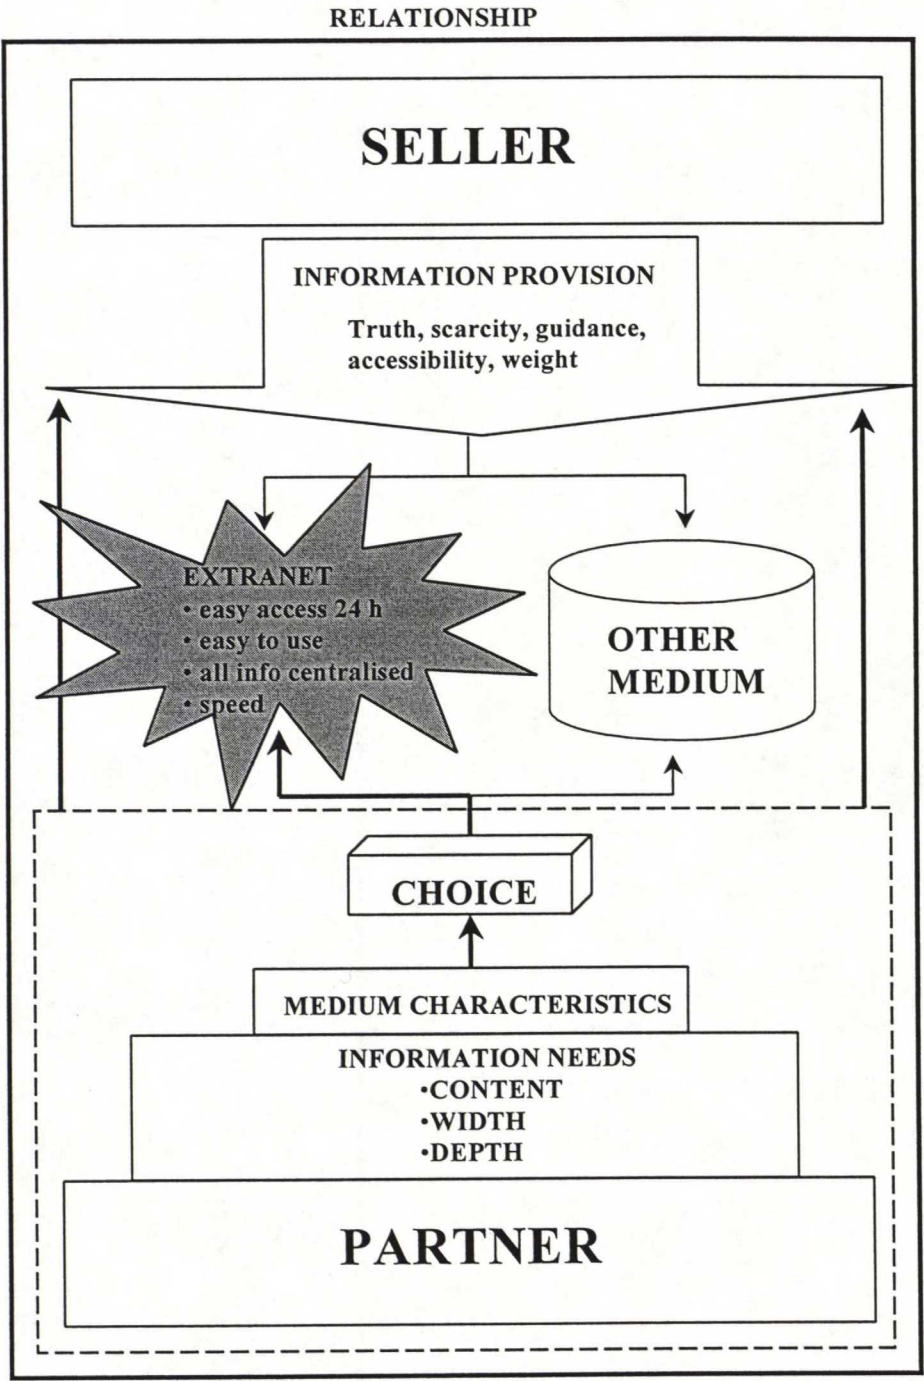 RELATIONSHIP
SELLER
INFORMATION PROVISION
Truth, scarcity, guidance,
accessibility, weight
EXTRANET
• easy access 24 h
• easy to use
• all info centralised
• speed
OTHER
MEDIUM
CHOICE
MEDIUM CHARACTERISTICS
INFORMATION NEEDS
•CONTENT
•WIDTH
•DEPTH
PARTNER